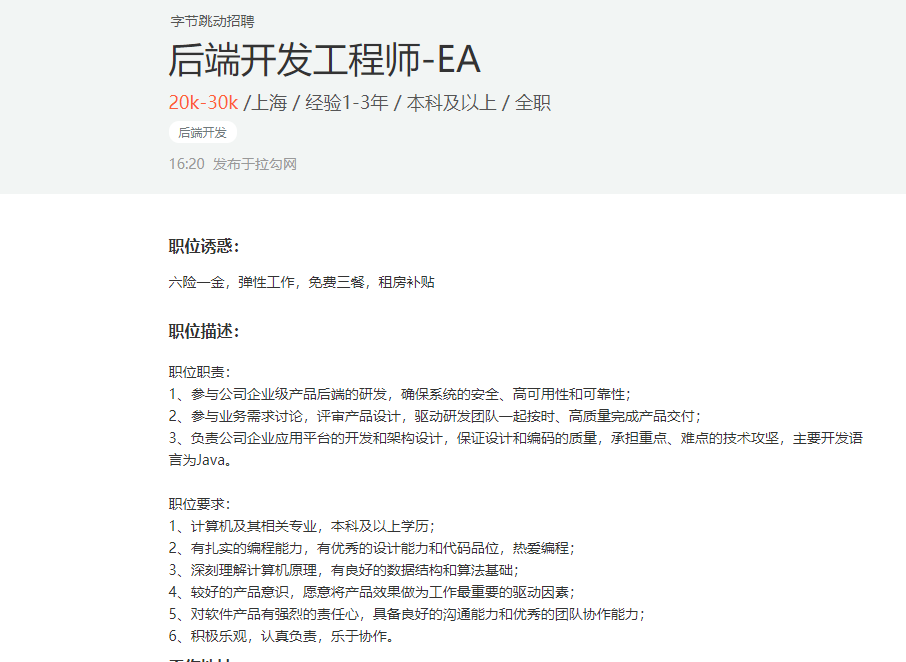 字节跳动招聘
后端开发工程师-EA
20k-30k /上海 / 经验1-3年 / 本科及以上 / 全职
后端开发
16:20 发布于拉勾网
职位诱惑：
六险一金，弹性工作，免费三餐，租房补贴
职位描述：
职位职责：
1、参与公司企业级产品后端的研发，确保系统的安全、高可用性和可靠性；
2、参与业务需求讨论，评审产品设计，驱动研发团队一起按时、高质量完成产品交付；
3、负责公司企业应用平台的开发和架构设计，保证设计和编码的质量，承担重点、难点的技术攻坚，主要开发语
言为Java。
职位要求：
1、计算机及其相关专业，本科及以上学历；
2、有扎实的编程能力，有优秀的设计能力和代码品位，热爱编程；
3、深刻理解计算机原理，有良好的数据结构和算法基础；
4、较好的产品意识，愿意将产品效果做为工作最重要的驱动因素；
5、对软件产品有强烈的责任心，具备良好的沟通能力和优秀的团队协作能力；
6、积极乐观，认真负责，乐于协作。